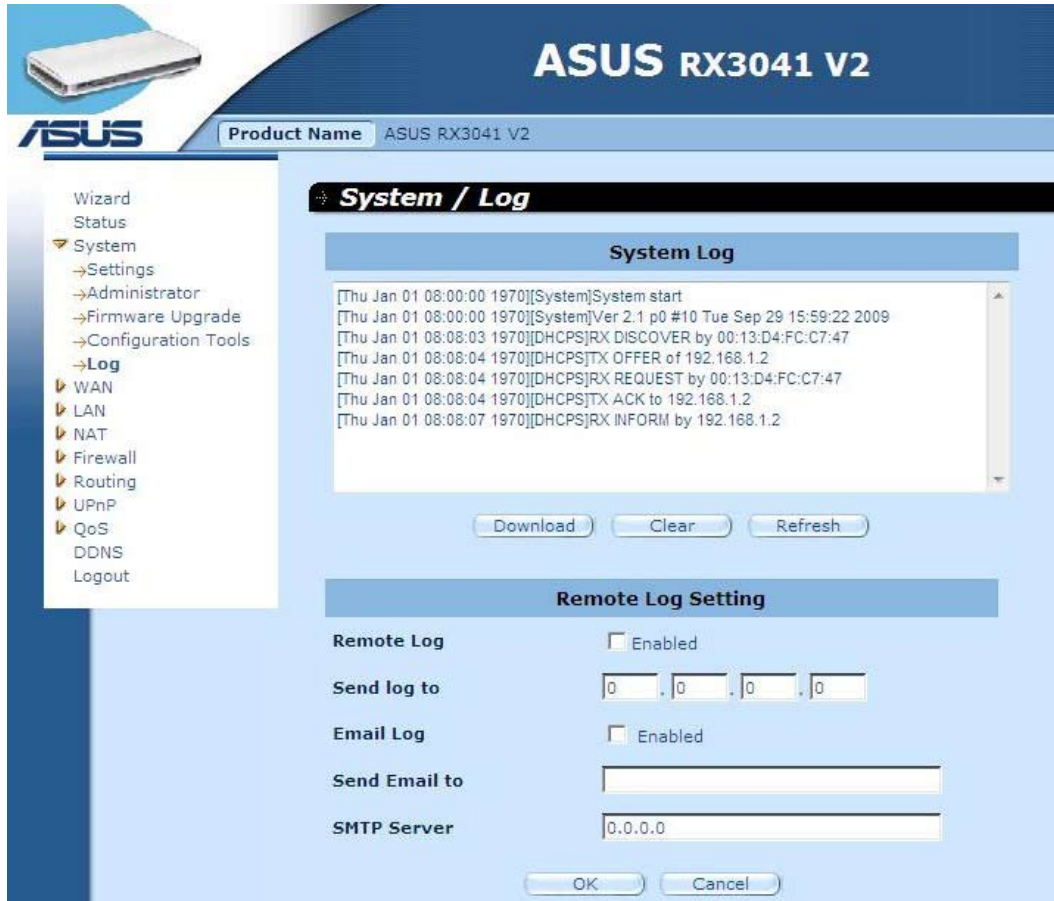 ASUS RX3041 V2
ASUS
Product Name ASUS RX3041 V2
Wizard
Status
System
Settings
Administrator
Firmware Upgrade
Configuration Tools
Log
WAN
LAN
NAT
Firewall
Routing
UPnP
QoS
DDNS
Logout
System / Log
System Log
[Thu Jan 01 08:00:00 1970][System]System start
[Thu Jan 01 08:00:00 1970][System]Ver 2.1 p0 #10 Tue Sep 29 15:59:22 2009
[Thu Jan 01 08:08:03 1970][DHCPS]RX DISCOVER by 00:13:D4:FC:C7:47
[Thu Jan 01 08:08:04 1970][DHCPS]TX OFFER of 192.168.1.2
[Thu Jan 01 08:08:04 1970][DHCPS]RX REQUEST by 00:13:D4:FC:C7:47
[Thu Jan 01 08:08:04 1970][DHCPS]TX ACK to 192.168.1.2
[Thu Jan 01 08:08:07 1970][DHCPS]RX INFORM by 192.168.1.2
Download Clear Refresh
Remote Log Setting
Remote Log Enabled
Send log to 0 . 0 . 0 . 0
Email Log Enabled
Send Email to
SMTP Server 0.0.0.0
OK Cancel